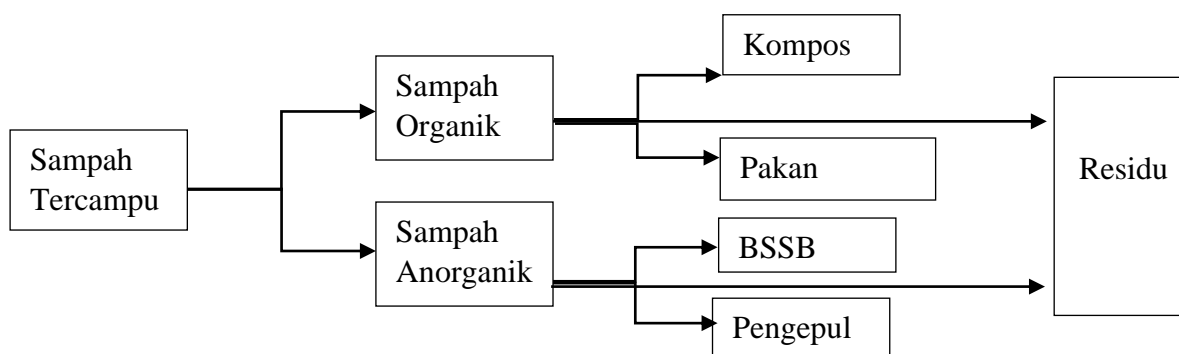 Sampah
Tercampu
Sampah
Organik
Sampah
Anorganik
Kompos
Pakan
BSSB
Pengepul
Residu